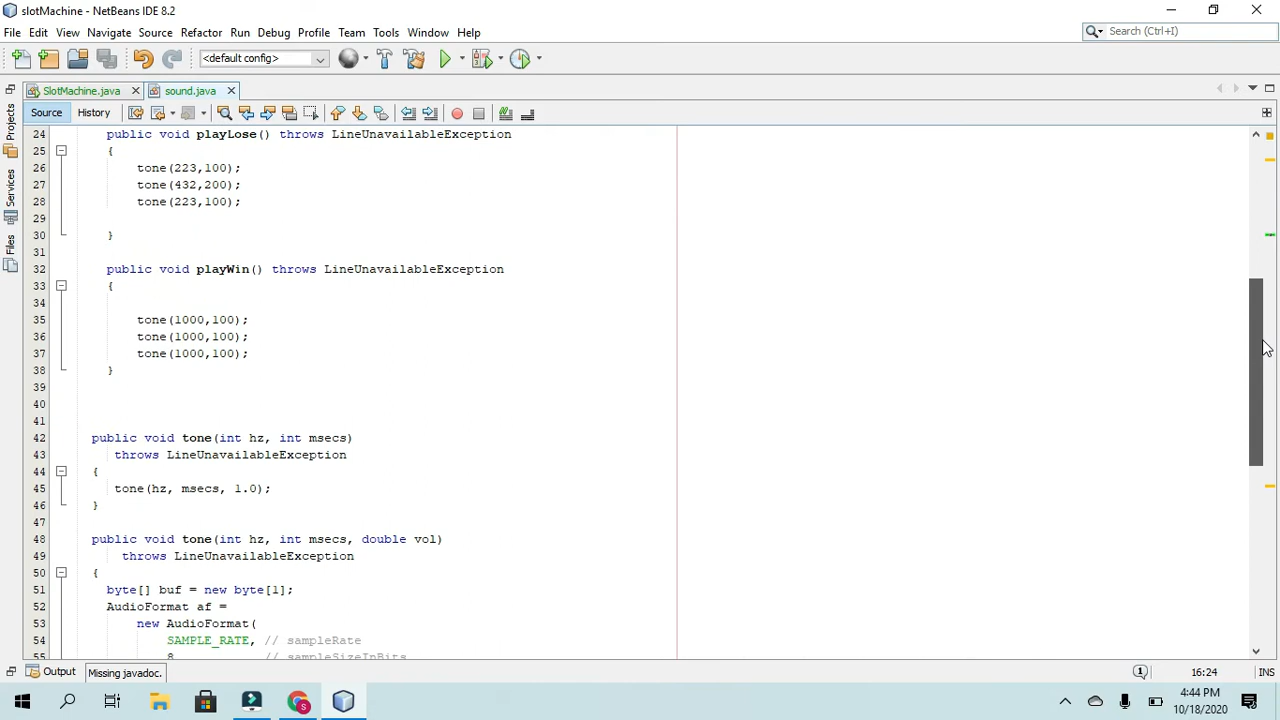 slotMachine - NetBeans IDE 8.2
File Edit View Navigate Source Refactor Run Debug Profile Team Tools Window Help
Search (Ctrl+I)
<default config>
SlotMachine.java
sound.java
Source History
Projects
Services
Files
24 public void playLose() throws LineUnavailableException
25 {
26 tone(223,100);
27 tone(432,200);
28 tone(223,100);
29
30 }
31
32 public void playWin() throws LineUnavailableException
33 {
34
35 tone(1000,100);
36 tone(1000,100);
37 tone(1000,100);
38 }
39
40
41
42 public void tone(int hz, int msecs)
43 throws LineUnavailableException
44 {
45 tone(hz, msecs, 1.0);
46 }
47
48 public void tone(int hz, int msecs, double vol)
49 throws LineUnavailableException
50 {
51 byte[] buf = new byte[1];
52 AudioFormat af =
53 new AudioFormat(
54 SAMPLE_RATE, // sampleRate
55 8, // sampleSizeInBits
Output
Missing javadoc.
1
16:24
INS
S
4:44 PM
10/18/2020